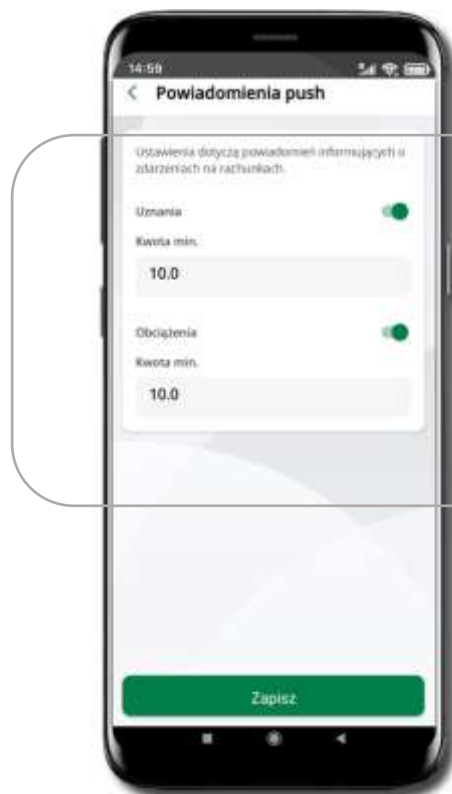 14:59
Powiadomienia push
Ustawienia dotyczą powiadomień informujących o
zdarzeniach na rachunkach.
Uznania
Kwota min.
10.0
Obciążenia
Kwota min.
10.0
Zapisz